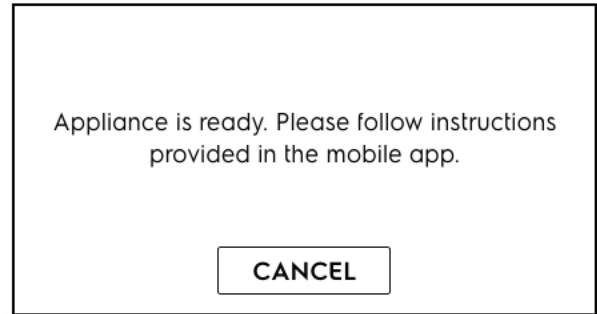 Appliance is ready. Please follow instructions
provided in the mobile app.
CANCEL